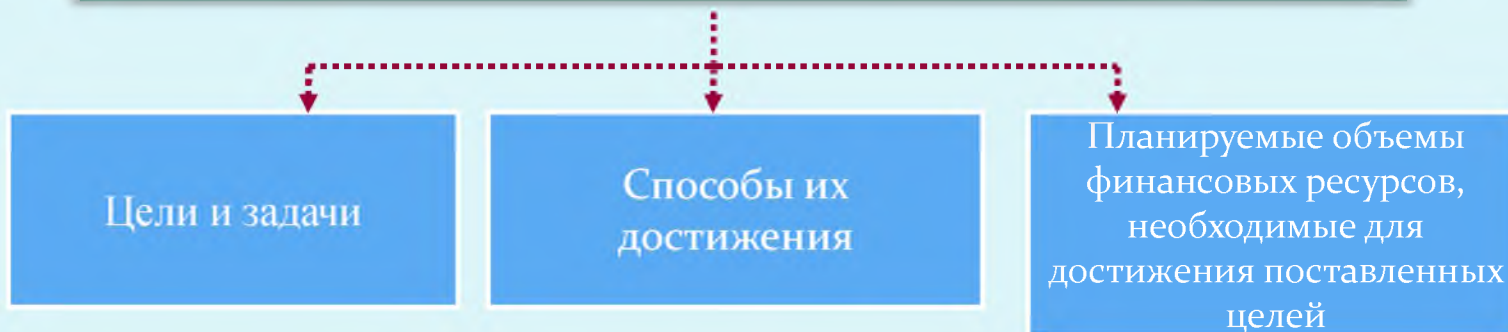 Цели и задачи
Способы их
достижения
Планируемые объемы
финансовых ресурсов,
необходимые для
достижения поставленных
целей